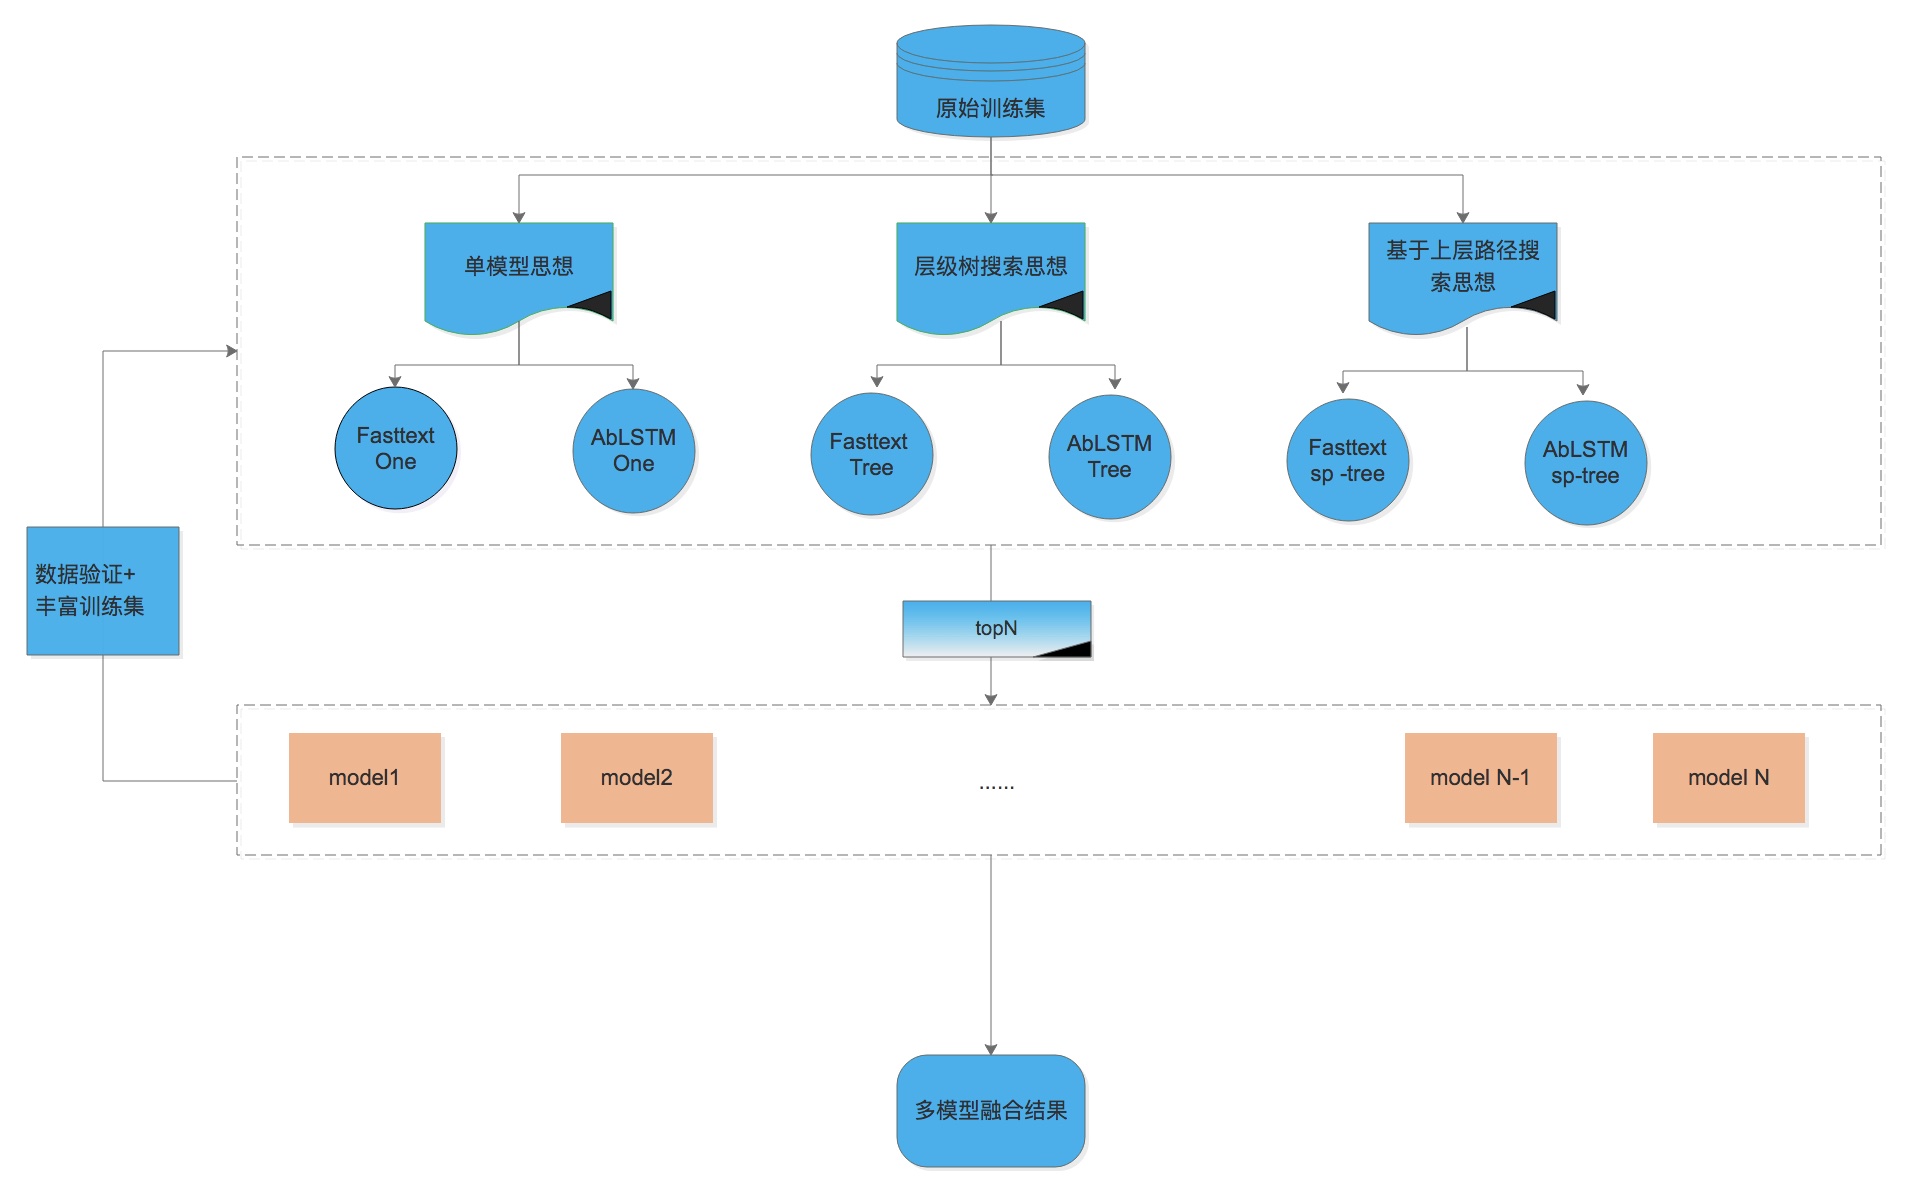 原始训练集
单模型思想
层级树搜索思想
基于上层路径搜
索思想
Fasttext
One
AbLSTM
One
Fasttext
Tree
AbLSTM
Tree
Fasttext
sp -tree
AbLSTM
sp-tree
数据验证+
丰富训练集
topN
model1
model2
......
model N-1
model N
多模型融合结果